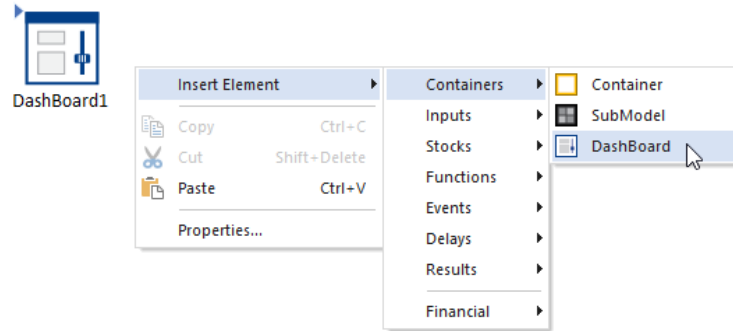 DashBoard1
Insert Element
Copy Ctrl+C
Cut Shift+Delete
Paste Ctrl+V
Properties...
Containers
Inputs
Stocks
Functions
Events
Delays
Results
Financial
Container
SubModel
DashBoard